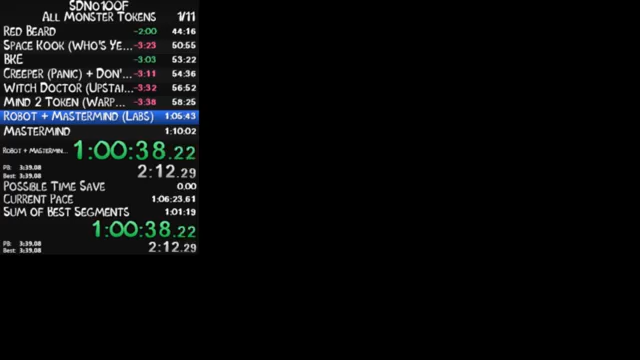 SDNo100F
All Monster Tokens 1/11
Red Beard -2:00 44:16
Space Kook (Who's Ye... -3:23 50:55
BKE -3:03 53:22
Creeper (Panic) + Don'... -3:11 54:36
Witch Doctor (Upstai... -3:32 56:52
Mind 2 Token (Warp... -3:38 58:25
Robot + Mastermind (Labs) 1:05:43
Mastermind 1:10:02
Robot + Mastermin... 1:00:38.22
PB: 3:39.08
Best: 3:39.08 2:12.29
Possible Time Save 0.00
Current Pace 1:06:23.61
Sum of Best Segments 1:01:19
1:00:38.22
PB: 3:39.08
Best: 3:39.08 2:12.29